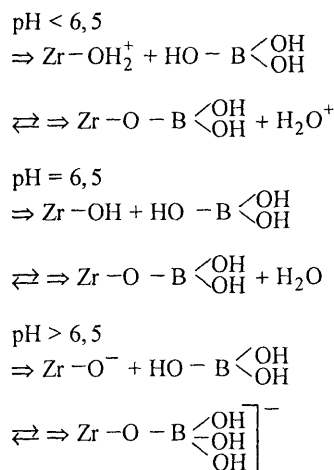 pH < 6,5
⇒ Zr − OH₂⁺ + HO − B <OH OH
⇄ ⇒ Zr − O − B <OH OH + H₂O⁺
pH = 6,5
⇒ Zr − OH + HO − B <OH OH
⇄ ⇒ Zr − O − B <OH OH + H₂O
pH > 6,5
⇒ Zr − O⁻ + HO − B <OH OH
⇄ ⇒ Zr − O − B <OH OH OH ]⁻